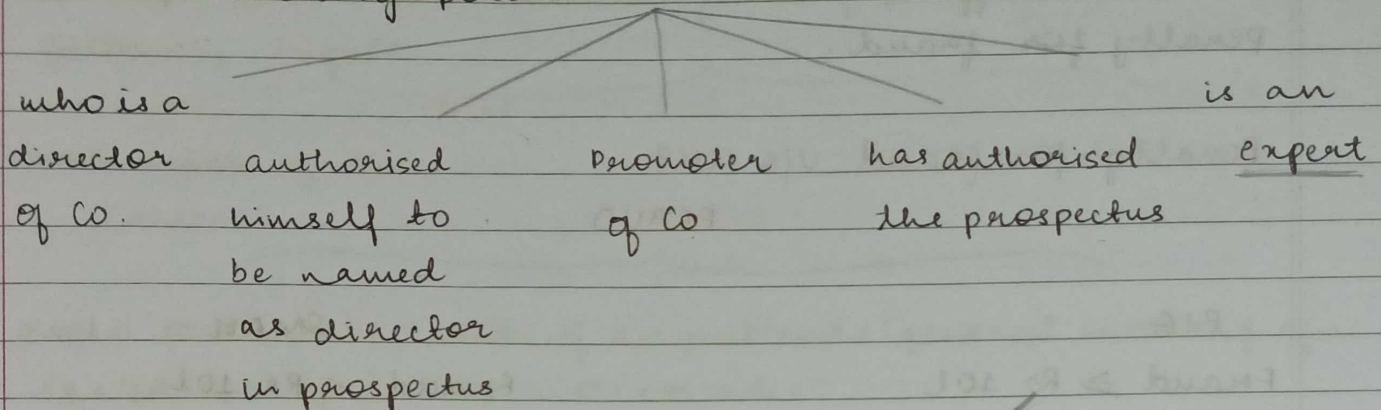 who is a
director
of Co.
authorised
himself to
be named
as director
in prospectus
Promoter
of Co
has authorised
the prospectus
is an
expert